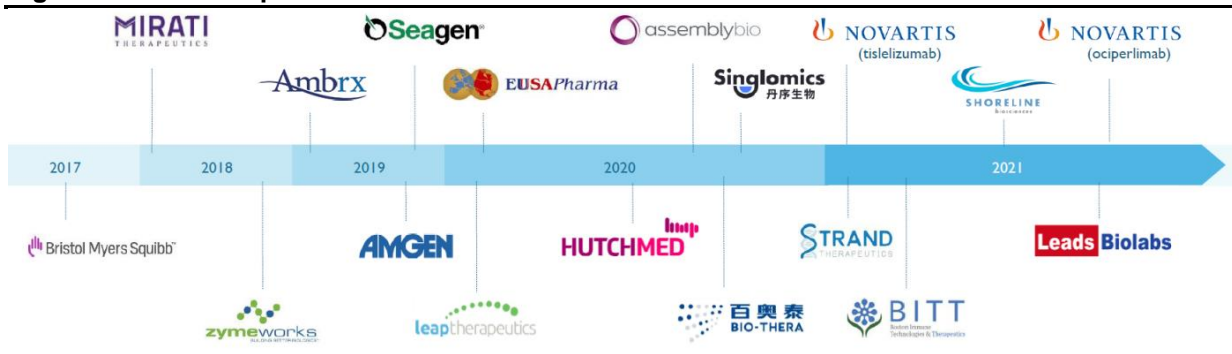 MIRATI
THERAPEUTICS
Seagen
assemblybio
NOVARTIS
(tislelizumab)
NOVARTIS
(ociperlimab)
Ambrx
EUSAPharma
Singlomics
丹序生物
SHORELINE
2017
2018
2019
2020
2021
Bristol Myers Squibb™
AMGEN
HUTCHMED
STRAND
THERAPEUTICS
Leads Biolabs
zymeworks
leaptherapeutics
百奥泰
BIO-THERA
BITT
Boston Immune
Technologies & Therapeutics